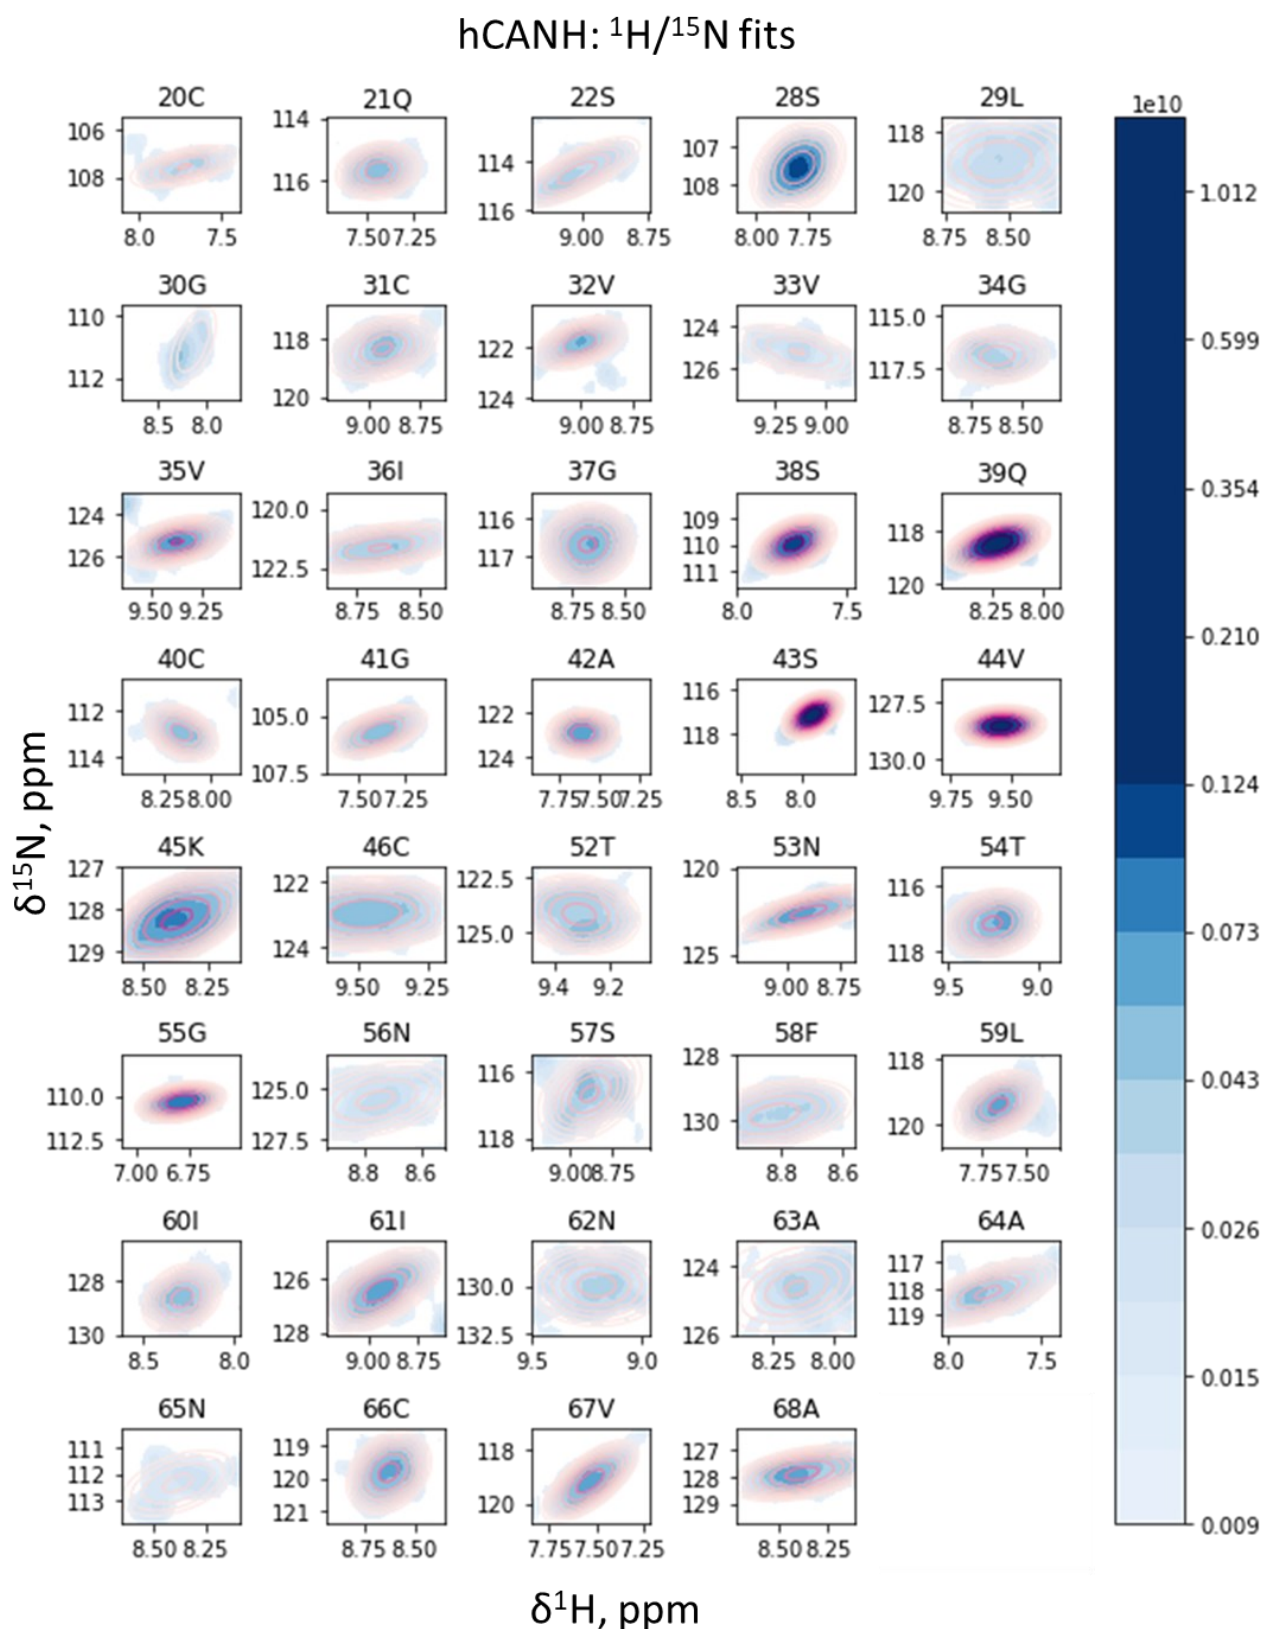 hCANH: ¹H/¹⁵N fits
20C 21Q 22S 28S 29L 1e10
106 108 114 116 114 116 107 108 118 120
8.0 7.5 7.50 7.25 9.00 8.75 8.00 7.75 8.75 8.50
1.012
30G 31C 32V 33V 34G
110 112 118 120 122 124 124 126 115.0 117.5
8.5 8.0 9.00 8.75 9.00 8.75 9.25 9.00 8.75 8.50
0.599
35V 36I 37G 38S 39Q
0.354
124 126 120.0 122.5 116 117 109 110 111 118 120
9.50 9.25 8.75 8.50 8.75 8.50 8.0 7.5 8.25 8.00
0.210
40C 41G 42A 43S 44V
112 114 105.0 107.5 122 124 116 118 127.5 130.0
8.25 8.00 7.50 7.25 7.75 7.50 7.25 8.5 8.0 9.75 9.50
0.124
δ¹⁵N, ppm
45K 46C 52T 53N 54T
127 128 129 122 124 122.5 125.0 120 125 116 118
0.073
8.50 8.25 9.50 9.25 9.4 9.2 9.00 8.75 9.5 9.0
55G 56N 57S 58F 59L
0.043
110.0 112.5 125.0 127.5 116 118 128 130 118 120
7.00 6.75 8.8 8.6 9.00 8.75 8.8 8.6 7.75 7.50
60I 61I 62N 63A 64A
0.026
128 130 126 128 130.0 132.5 124 126 117 118 119
8.5 8.0 9.00 8.75 9.5 9.0 8.25 8.00 8.0 7.5
0.015
65N 66C 67V 68A
111 112 113 119 120 121 118 120 127 128 129
0.009
8.50 8.25 8.75 8.50 7.75 7.50 7.25 8.50 8.25
δ¹H, ppm